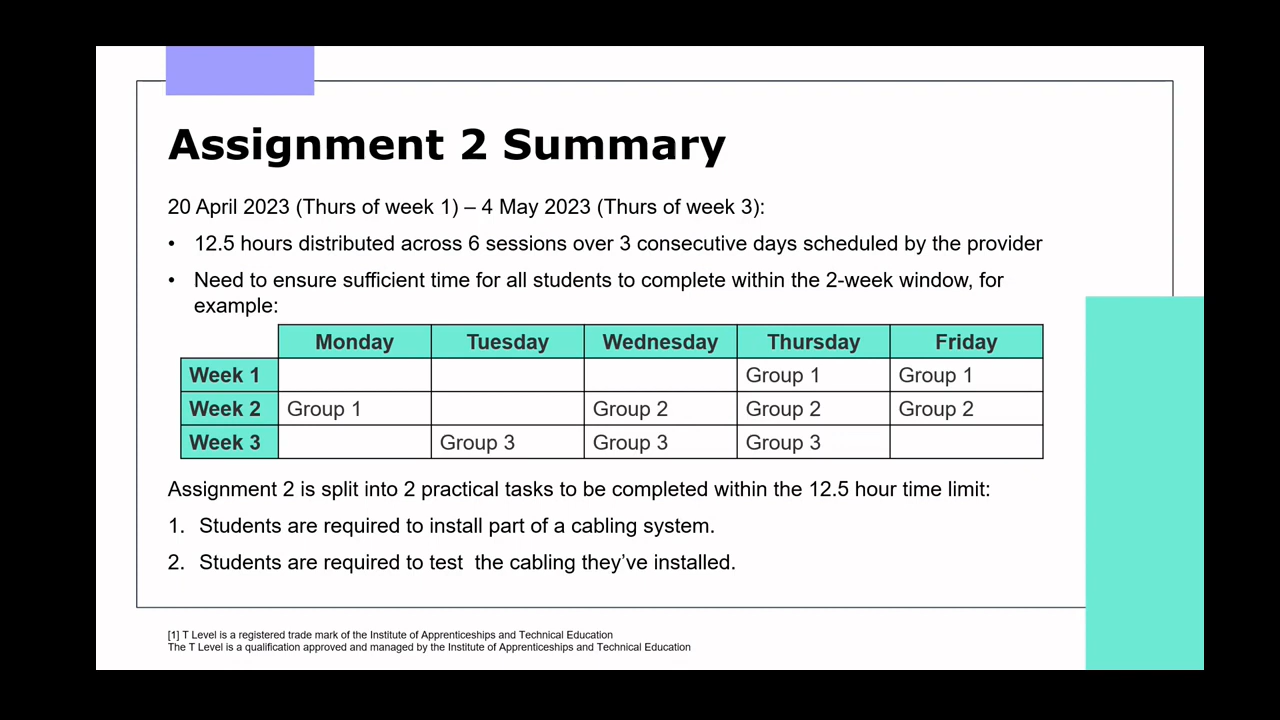 Assignment 2 Summary
20 April 2023 (Thurs of week 1) – 4 May 2023 (Thurs of week 3):
• 12.5 hours distributed across 6 sessions over 3 consecutive days scheduled by the provider
• Need to ensure sufficient time for all students to complete within the 2-week window, for
example:
Monday Tuesday Wednesday Thursday Friday
Week 1 Group 1 Group 1
Week 2 Group 1 Group 2 Group 2 Group 2
Week 3 Group 3 Group 3 Group 3
Assignment 2 is split into 2 practical tasks to be completed within the 12.5 hour time limit:
1. Students are required to install part of a cabling system.
2. Students are required to test  the cabling they’ve installed.
[1] T Level is a registered trade mark of the Institute of Apprenticeships and Technical Education
The T Level is a qualification approved and managed by the Institute of Apprenticeships and Technical Education